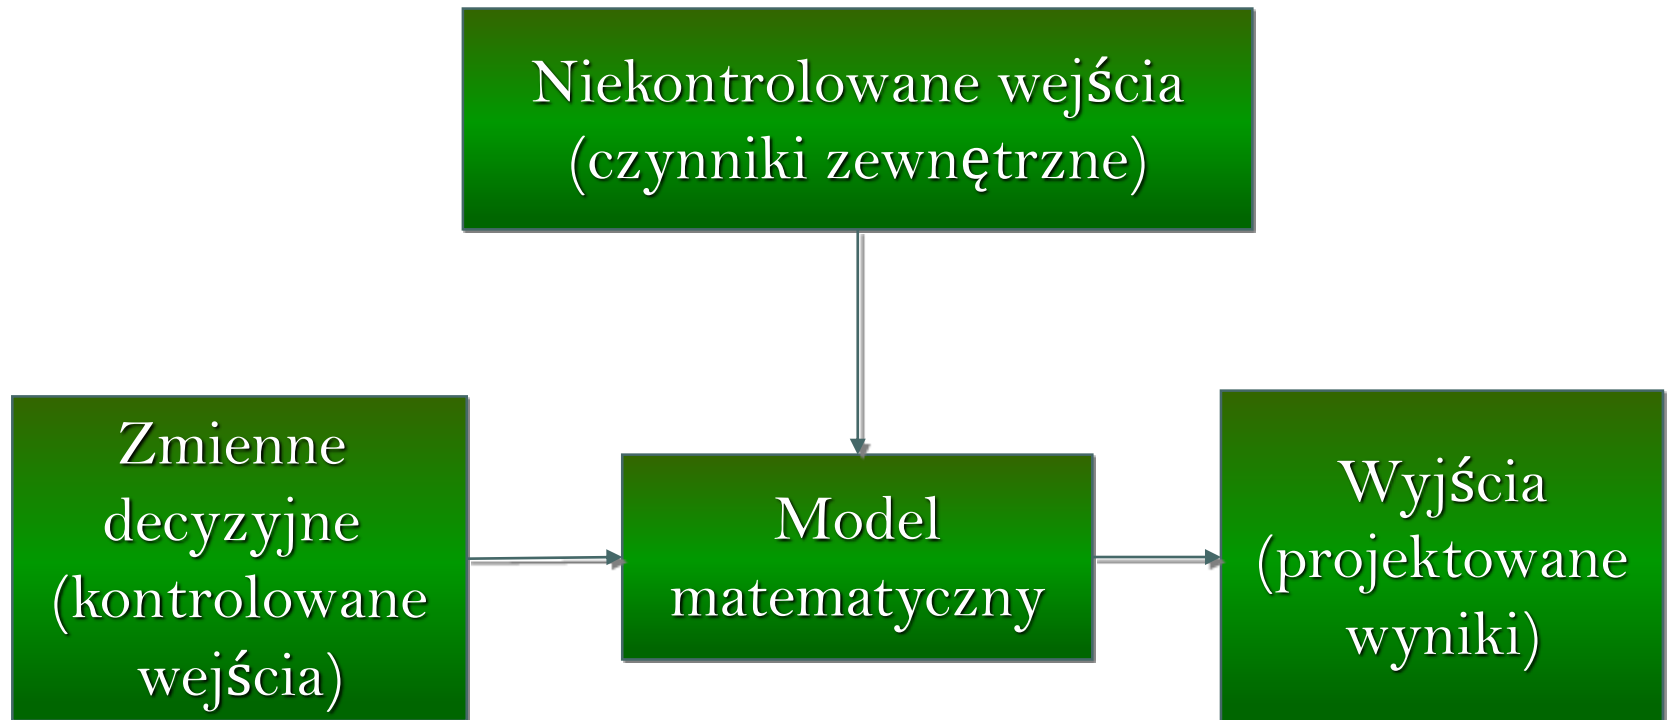 Niekontrolowane wejścia
(czynniki zewnętrzne)
Zmienne
decyzyjne
(kontrolowane
wejścia)
Model
matematyczny
Wyjścia
(projektowane
wyniki)